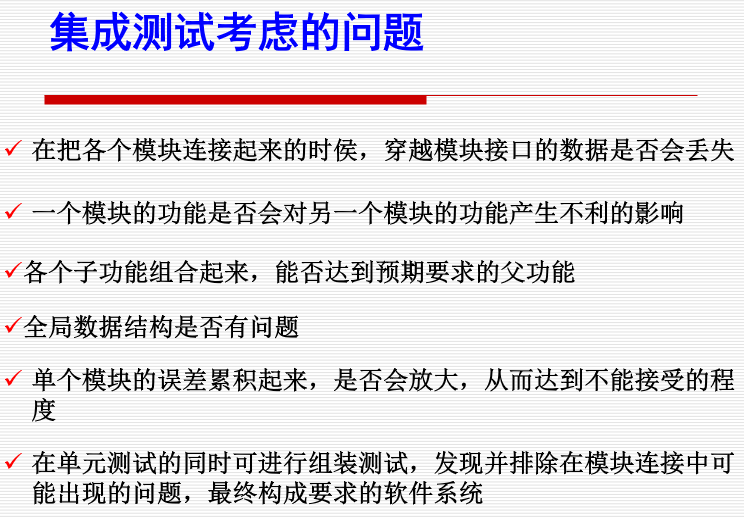 集成测试考虑的问题
在把各个模块连接起来的时侯，穿越模块接口的数据是否会丢失
一个模块的功能是否会对另一个模块的功能产生不利的影响
各个子功能组合起来，能否达到预期要求的父功能
全局数据结构是否有问题
单个模块的误差累积起来，是否会放大，从而达到不能接受的程
度
在单元测试的同时可进行组装测试，发现并排除在模块连接中可
能出现的问题，最终构成要求的软件系统